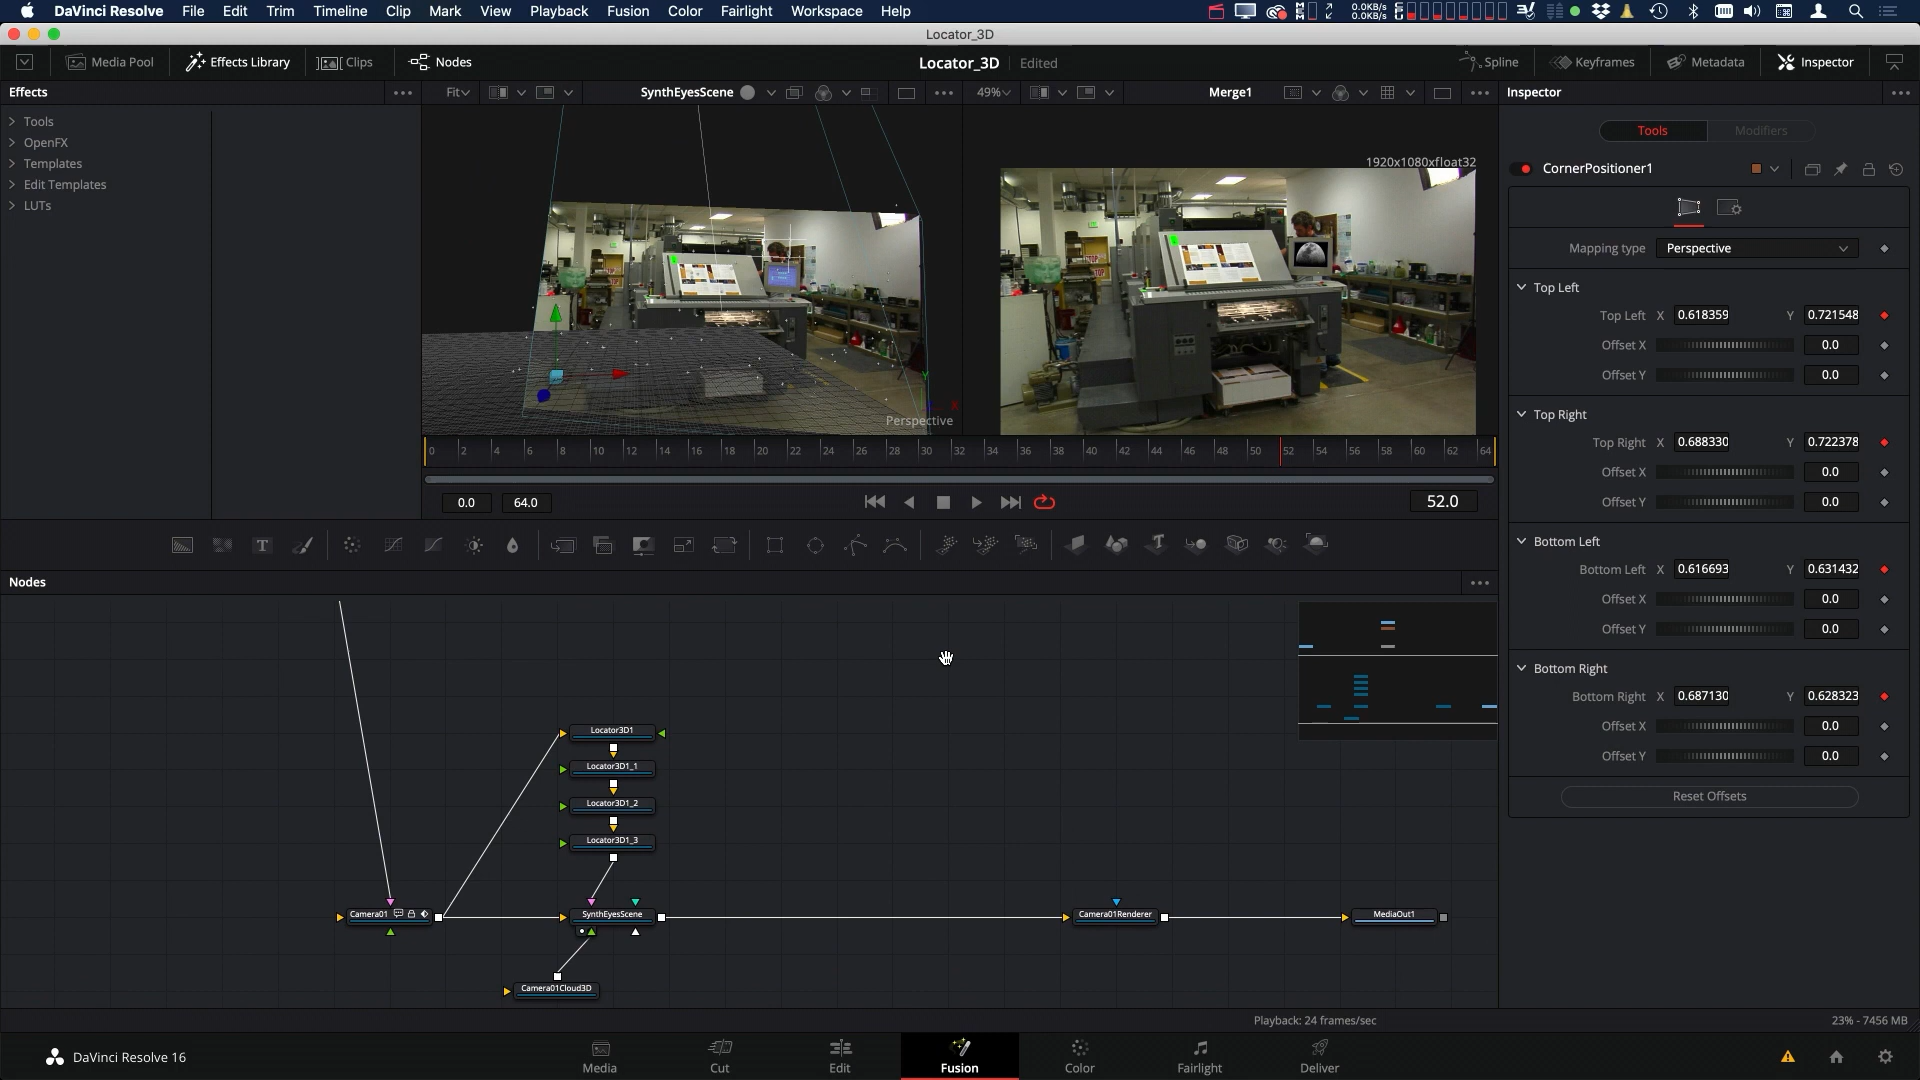 DaVinci Resolve File Edit Trim Timeline Clip Mark View Playback Fusion Color Fairlight Workspace Help 0.0KB/s
0.0KB/s
Locator_3D
Media Pool Effects Library Clips Nodes Locator_3D Edited Spline Keyframes Metadata Inspector
Effects Fit SynthEyesScene 49% Merge1 Inspector
Tools
OpenFX
Templates
Edit Templates
LUTs
Perspective
1920x1080xfloat32
0 2 4 6 8 10 12 14 16 18 20 22 24 26 28 30 32 34 36 38 40 42 44 46 48 50 52 54 56 58 60 62 64
0.0 64.0 52.0
Tools Modifiers
CornerPositioner1
Mapping type Perspective
Top Left
Top Left X 0.618359 Y 0.721548
Offset X 0.0
Offset Y 0.0
Top Right
Top Right X 0.688330 Y 0.722378
Offset X 0.0
Offset Y 0.0
Bottom Left
Bottom Left X 0.616693 Y 0.631432
Offset X 0.0
Offset Y 0.0
Bottom Right
Bottom Right X 0.687130 Y 0.628323
Offset X 0.0
Offset Y 0.0
Reset Offsets
Nodes
Locator3D1
Locator3D1_1
Locator3D1_2
Locator3D1_3
Camera01 SynthEyesScene Camera01Renderer MediaOut1
Camera01Cloud3D
Playback: 24 frames/sec 23% - 7456 MB
DaVinci Resolve 16 Media Cut Edit Fusion Color Fairlight Deliver